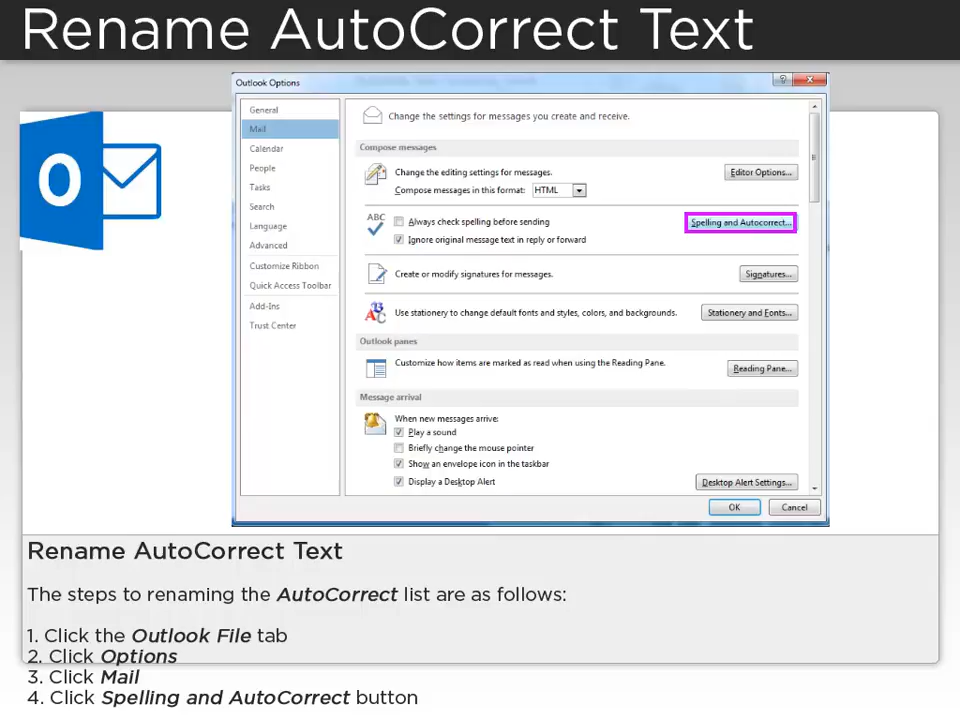 Rename AutoCorrect Text
Outlook Options
General
Mail
Calendar
People
Tasks
Search
Language
Advanced
Customize Ribbon
Quick Access Toolbar
Add-Ins
Trust Center
Change the settings for messages you create and receive.
Compose messages
Change the editing settings for messages.
Editor Options...
Compose messages in this format: HTML
ABC
Always check spelling before sending
Spelling and Autocorrect...
Ignore original message text in reply or forward
Create or modify signatures for messages.
Signatures...
Use stationery to change default fonts and styles, colors, and backgrounds.
Stationery and Fonts...
Outlook panes
Customize how items are marked as read when using the Reading Pane.
Reading Pane...
Message arrival
When new messages arrive:
Play a sound
Briefly change the mouse pointer
Show an envelope icon in the taskbar
Display a Desktop Alert
Desktop Alert Settings...
OK
Cancel
Rename AutoCorrect Text
The steps to renaming the AutoCorrect list are as follows:
1. Click the Outlook File tab
2. Click Options
3. Click Mail
4. Click Spelling and AutoCorrect button